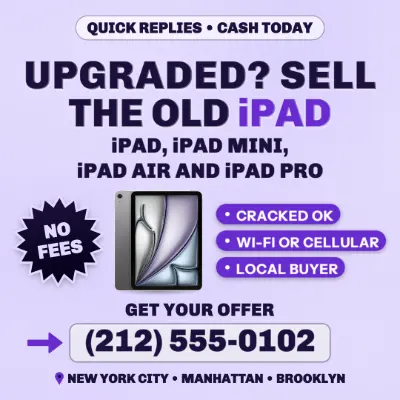 QUICK REPLIES • CASH TODAY
UPGRADED? SELL
THE OLD iPAD
iPAD, iPAD MINI,
iPAD AIR AND iPAD PRO
NO
FEES
• CRACKED OK
• WI-FI OR CELLULAR
• LOCAL BUYER
GET YOUR OFFER
(212) 555-0102
NEW YORK CITY • MANHATTAN • BROOKLYN